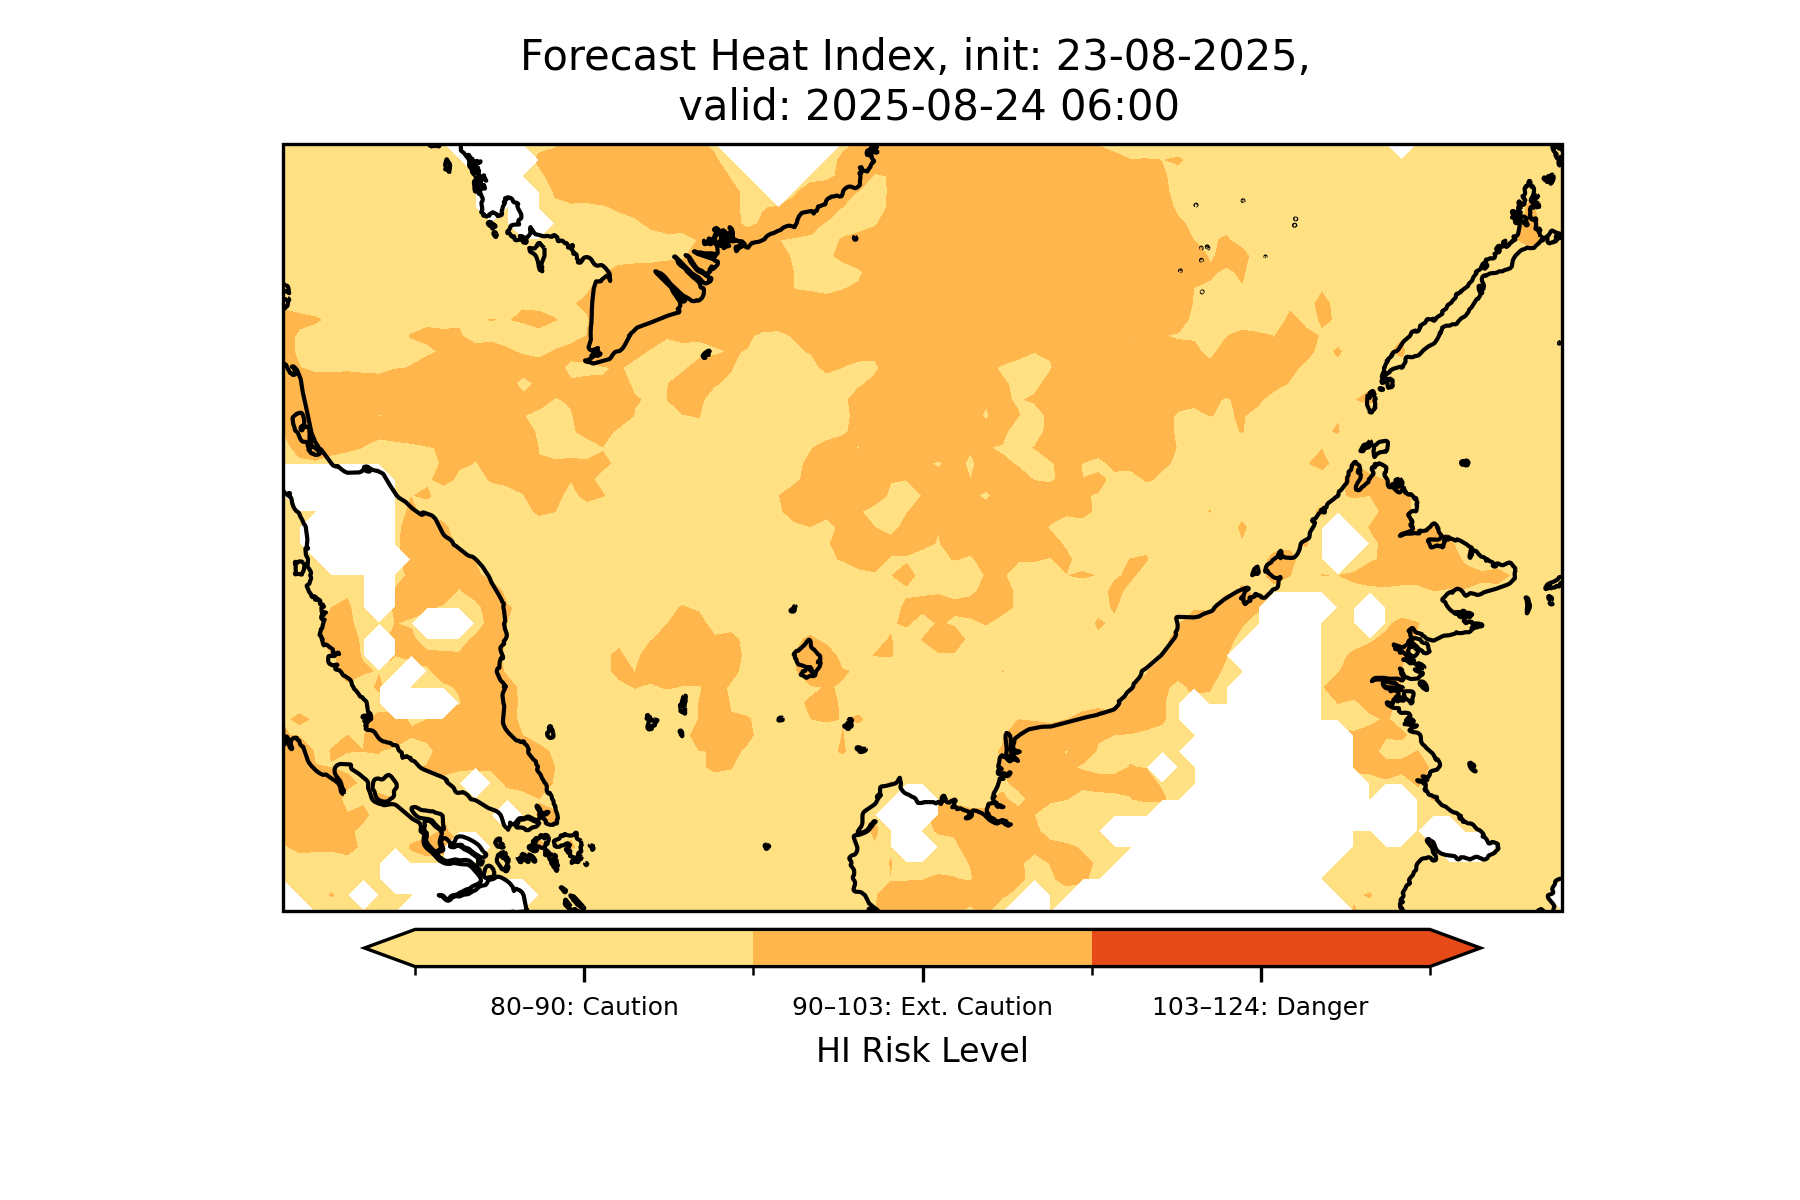 Forecast Heat Index, init: 23-08-2025,
valid: 2025-08-24 06:00
80–90: Caution
90–103: Ext. Caution
103–124: Danger
HI Risk Level